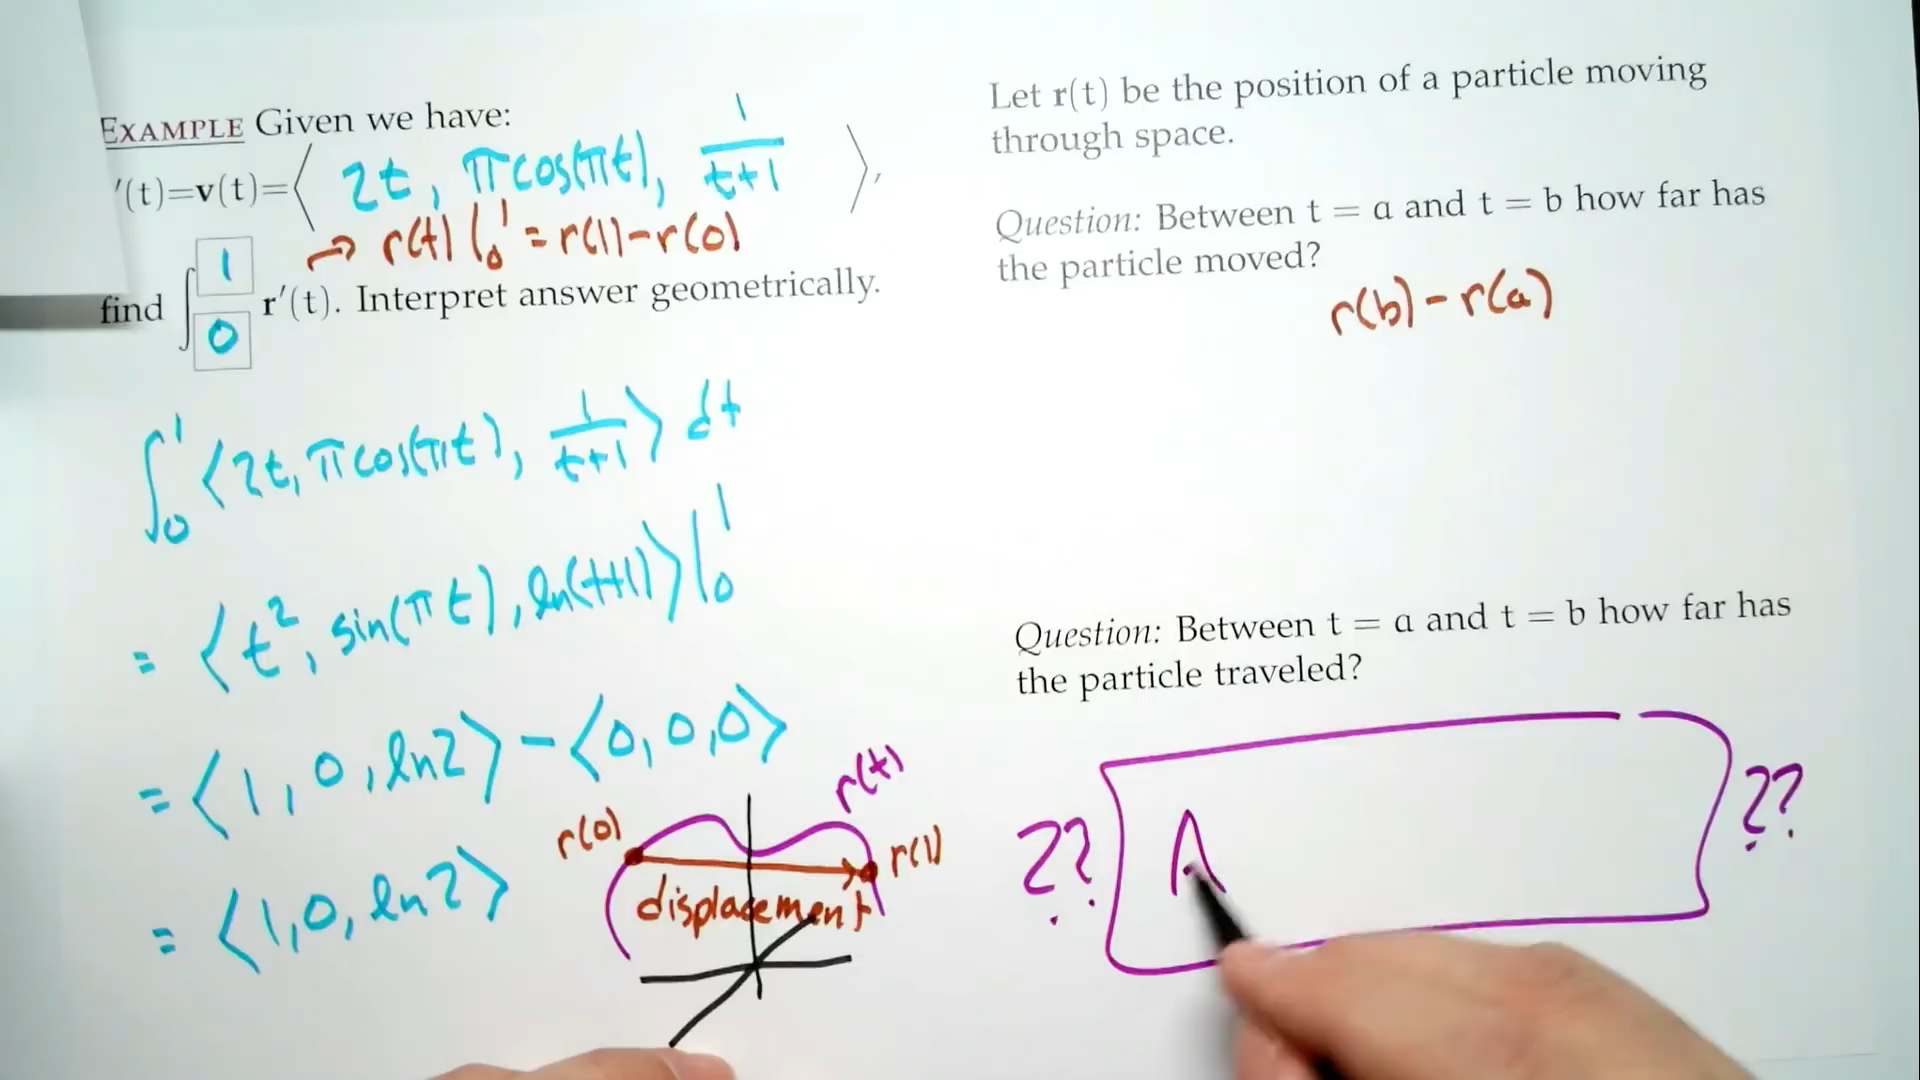 EXAMPLE Given we have:
′(t)=v(t)=⟨ 2t, π cos(πt), 1/(t+1) ⟩,
→ r(t)|₀¹ = r(1)-r(0)
find ∫₀¹ r′(t). Interpret answer geometrically.
∫₀¹ ⟨2t, π cos(πt), 1/(t+1)⟩ dt
= ⟨t², sin(πt), ln(t+1)⟩|₀¹
= ⟨1, 0, ln2⟩ - ⟨0,0,0⟩
= ⟨1,0, ln2⟩
r(t)
r(0)
r(1)
displacement
Let r(t) be the position of a particle moving
through space.
Question: Between t = a and t = b how far has
the particle moved?
r(b) - r(a)
Question: Between t = a and t = b how far has
the particle traveled?
?? A ??